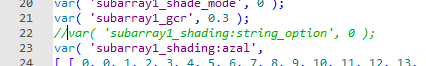 20 var( 'subarray1_shade_mode', 0 );
21 var( 'subarray1_gcr', 0.3 );
22 //var( 'subarray1_shading:string_option', 0 );
23 var( 'subarray1_shading:azal',
24 [ [ 0, 0, 1, 2, 3, 4, 5, 6, 7, 8, 9, 10, 11, 12, 13,